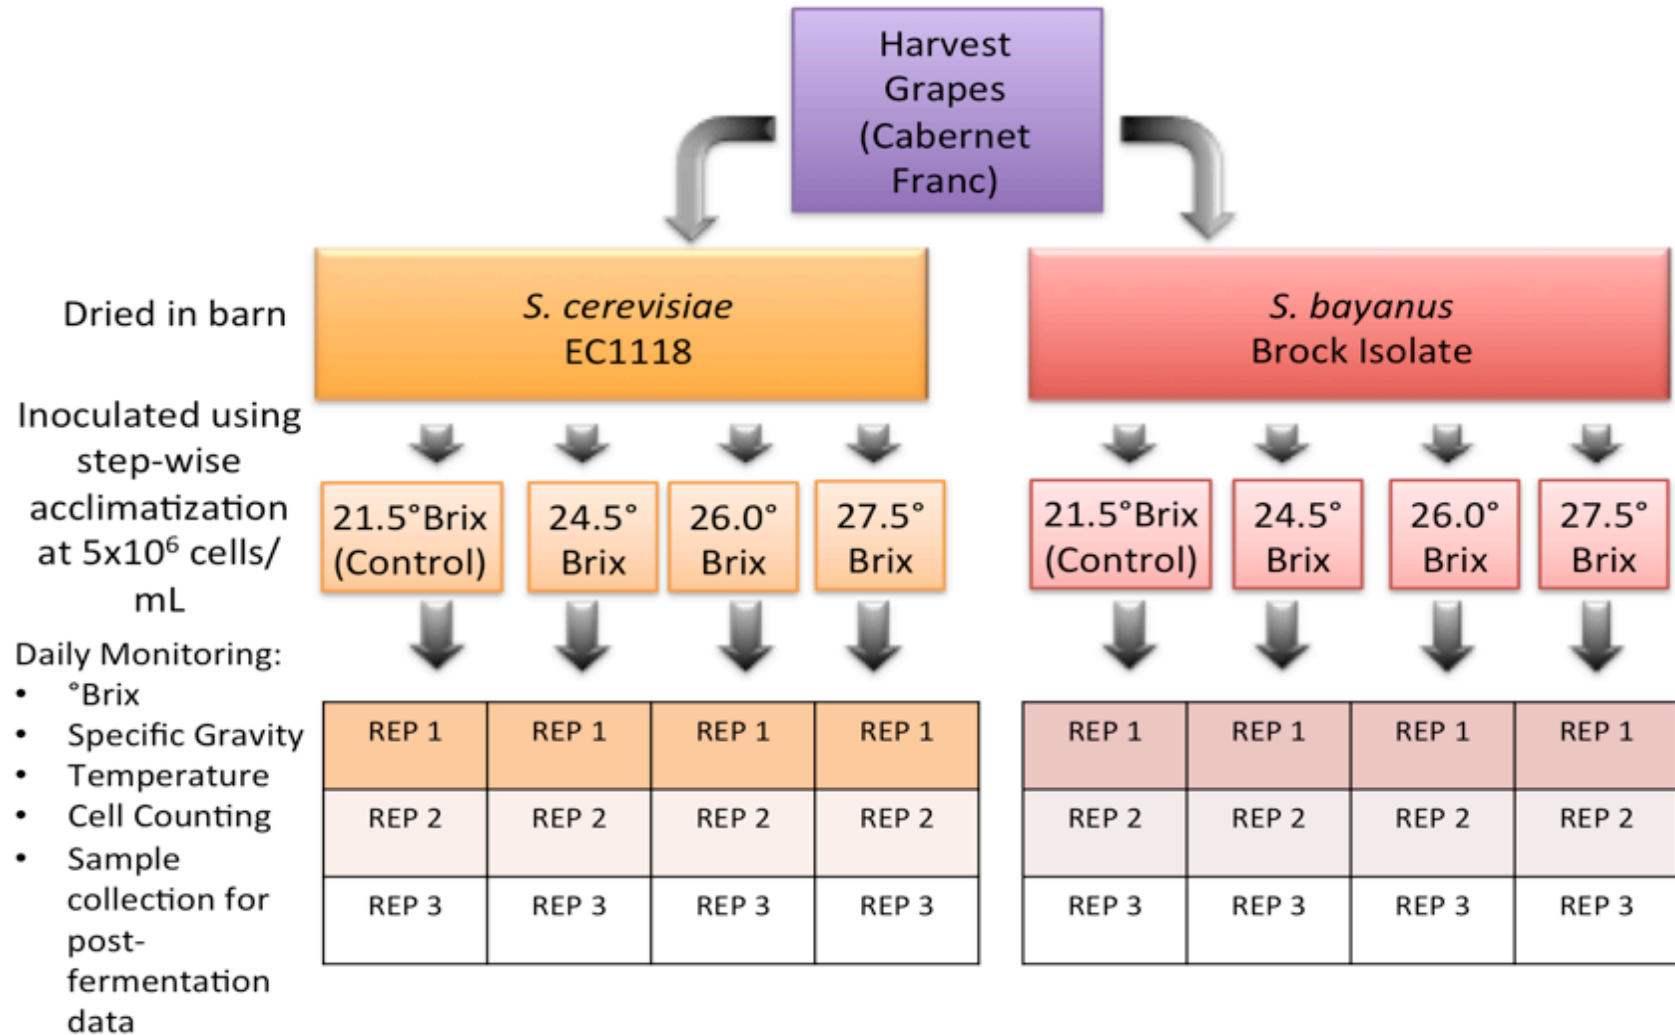 Harvest
Grapes
(Cabernet
Franc)
Dried in barn
S. cerevisiae
EC1118
S. bayanus
Brock Isolate
Inoculated using
step-wise
acclimatization
at 5x10⁶ cells/
mL
21.5°Brix
(Control)
24.5°
Brix
26.0°
Brix
27.5°
Brix
21.5°Brix
(Control)
24.5°
Brix
26.0°
Brix
27.5°
Brix
Daily Monitoring:
• °Brix
• Specific Gravity
• Temperature
• Cell Counting
• Sample
collection for
post-
fermentation
data
REP 1 REP 1 REP 1 REP 1
REP 2 REP 2 REP 2 REP 2
REP 3 REP 3 REP 3 REP 3
REP 1 REP 1 REP 1 REP 1
REP 2 REP 2 REP 2 REP 2
REP 3 REP 3 REP 3 REP 3